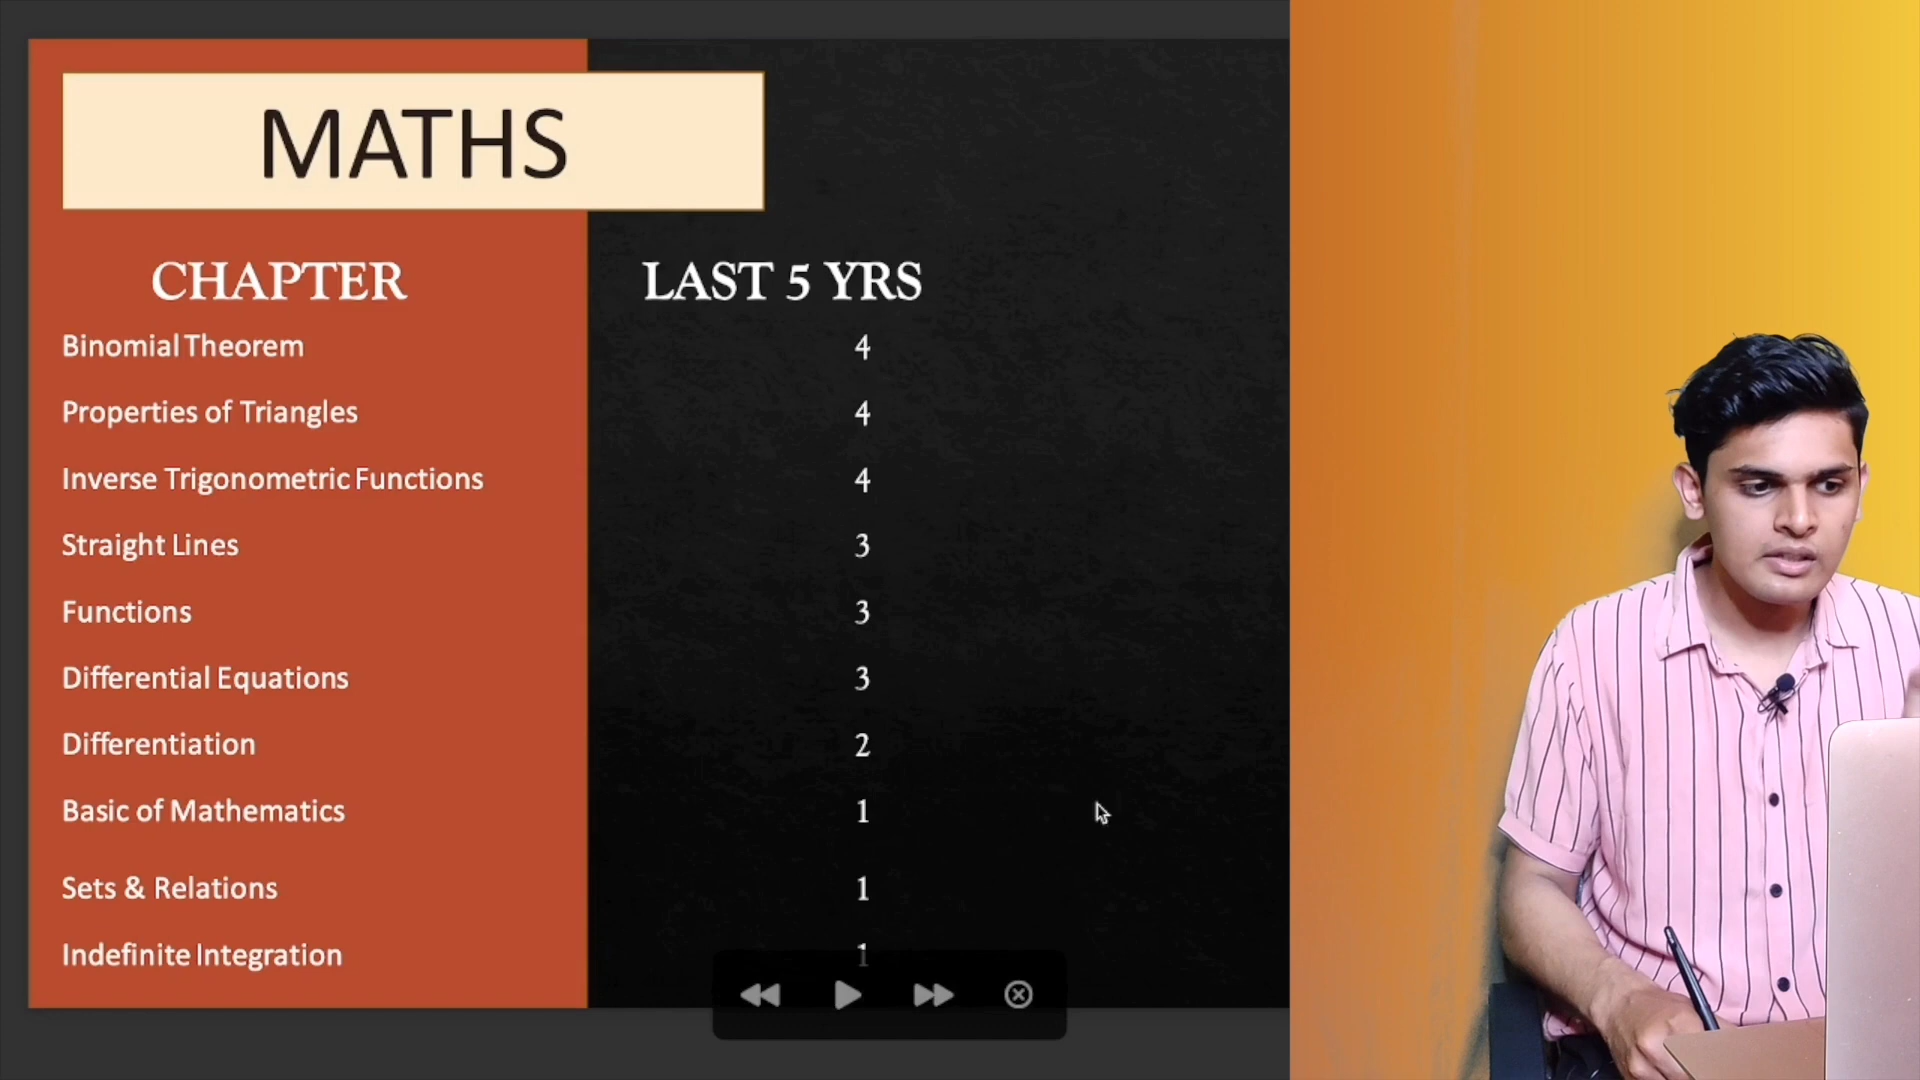 MATHS
CHAPTER LAST 5 YRS
Binomial Theorem 4
Properties of Triangles 4
Inverse Trigonometric Functions 4
Straight Lines 3
Functions 3
Differential Equations 3
Differentiation 2
Basic of Mathematics 1
Sets & Relations 1
Indefinite Integration 1